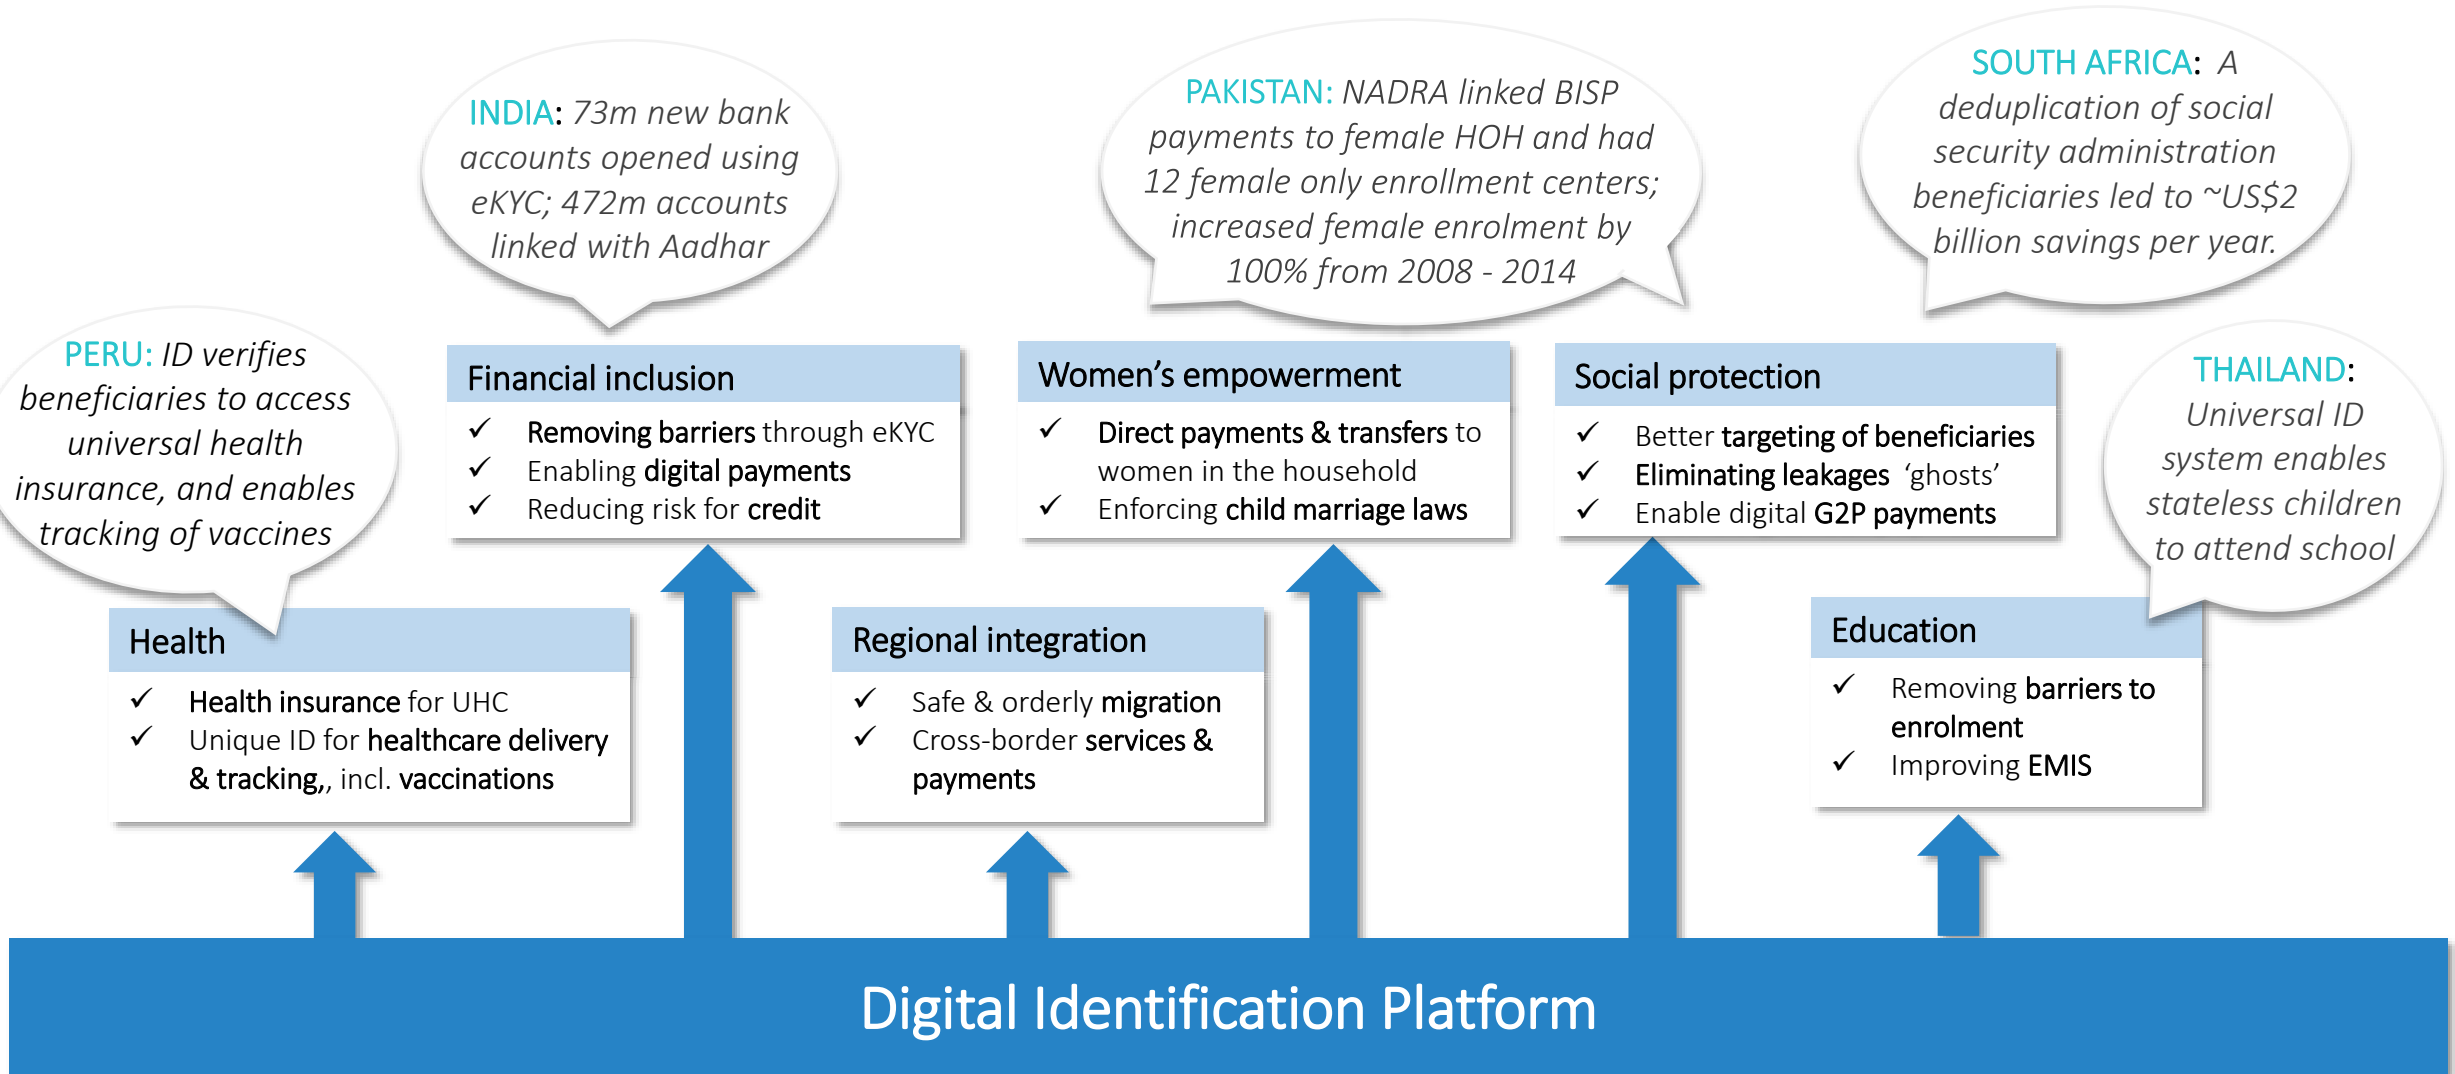 INDIA: 73m new bank
accounts opened using
eKYC; 472m accounts
linked with Aadhar
PAKISTAN: NADRA linked BISP
payments to female HOH and had
12 female only enrollment centers;
increased female enrolment by
100% from 2008 - 2014
SOUTH AFRICA: A
deduplication of social
security administration
beneficiaries led to ~US$2
billion savings per year.
PERU: ID verifies
beneficiaries to access
universal health
insurance, and enables
tracking of vaccines
THAILAND:
Universal ID
system enables
stateless children
to attend school
Financial inclusion
✓ Removing barriers through eKYC
✓ Enabling digital payments
✓ Reducing risk for credit
Women’s empowerment
✓ Direct payments & transfers to
women in the household
✓ Enforcing child marriage laws
Social protection
✓ Better targeting of beneficiaries
✓ Eliminating leakages ‘ghosts’
✓ Enable digital G2P payments
Health
✓ Health insurance for UHC
✓ Unique ID for healthcare delivery
& tracking,, incl. vaccinations
Regional integration
✓ Safe & orderly migration
✓ Cross-border services &
payments
Education
✓ Removing barriers to
enrolment
✓ Improving EMIS
Digital Identification Platform